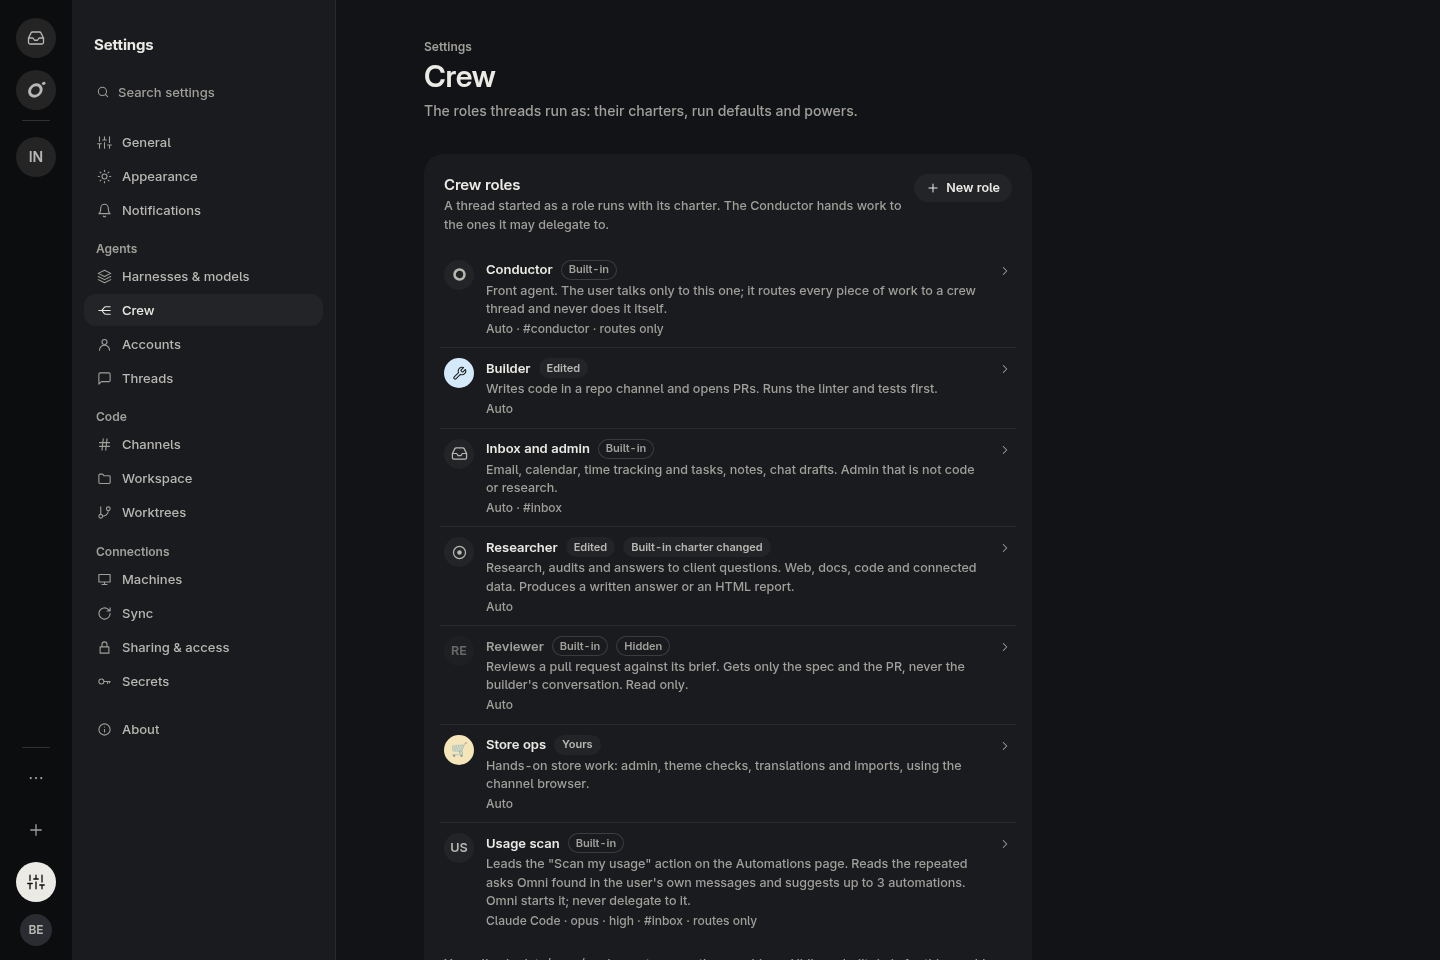 Settings
Search settings
General
Appearance
Notifications
Agents
Harnesses & models
Crew
Accounts
Threads
Code
Channels
Workspace
Worktrees
Connections
Machines
Sync
Sharing & access
Secrets
About
IN
BE
Settings
Crew
The roles threads run as: their charters, run defaults and powers.
Crew roles
New role
A thread started as a role runs with its charter. The Conductor hands work to
the ones it may delegate to.
Conductor Built-in
Front agent. The user talks only to this one; it routes every piece of work to a crew
thread and never does it itself.
Auto · #conductor · routes only
Builder Edited
Writes code in a repo channel and opens PRs. Runs the linter and tests first.
Auto
Inbox and admin Built-in
Email, calendar, time tracking and tasks, notes, chat drafts. Admin that is not code
or research.
Auto · #inbox
Researcher Edited Built-in charter changed
Research, audits and answers to client questions. Web, docs, code and connected
data. Produces a written answer or an HTML report.
Auto
RE Reviewer Built-in Hidden
Reviews a pull request against its brief. Gets only the spec and the PR, never the
builder's conversation. Read only.
Auto
Store ops Yours
Hands-on store work: admin, theme checks, translations and imports, using the
channel browser.
Auto
US Usage scan Built-in
Leads the "Scan my usage" action on the Automations page. Reads the repeated
asks Omni found in the user's own messages and suggests up to 3 automations.
Omni starts it; never delegate to it.
Claude Code · opus · high · #inbox · routes only